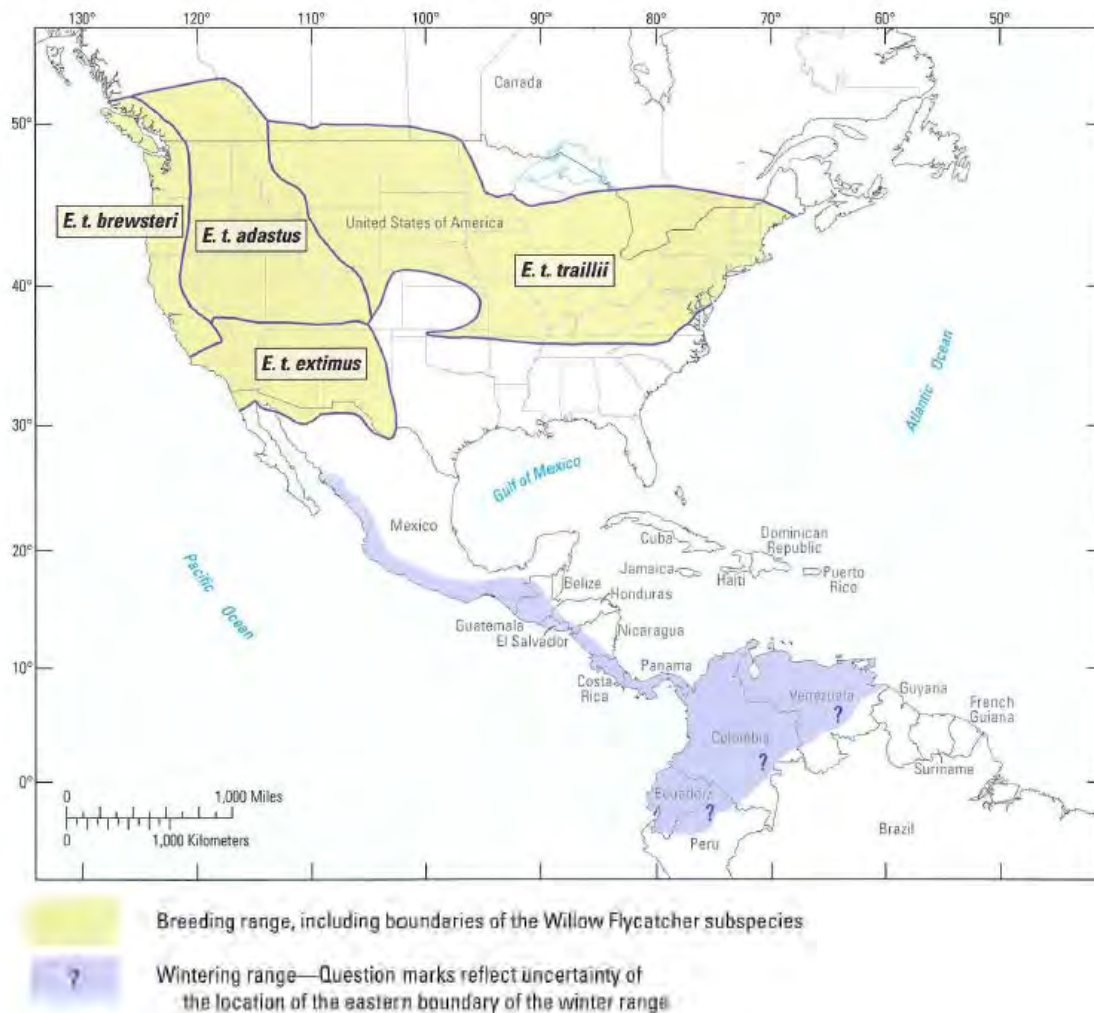 130° 120° 110° 100° 90° 80° 70° 60° 50°
Canada
50°
E. t. brewsteri
E. t. adastus
United States of America
E. t. traillii
40°
E. t. extimus
Atlantic Ocean
30°
Gulf of Mexico
Mexico
20°
Cuba
Dominican
Republic
Jamaica
Haiti
Puerto
Rico
Pacific Ocean
Belize
Honduras
Guatemala
El Salvador
Nicaragua
10°
Panama
Costa
Rica
Venezuela
?
Guyana
French
Guiana
Colombia
?
Suriname
0°
Ecuador
?
0 1,000 Miles
0 1,000 Kilometers
Peru
Brazil
Breeding range, including boundaries of the Willow Flycatcher subspecies
? Wintering range—Question marks reflect uncertainty of
the location of the eastern boundary of the winter range